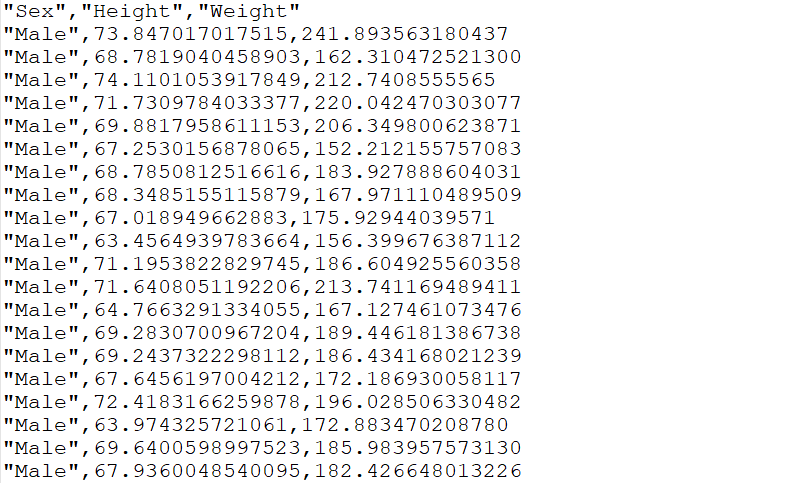 "Sex","Height","Weight"
"Male",73.847017017515,241.893563180437
"Male",68.7819040458903,162.310472521300
"Male",74.1101053917849,212.7408555565
"Male",71.7309784033377,220.042470303077
"Male",69.8817958611153,206.349800623871
"Male",67.2530156878065,152.212155757083
"Male",68.7850812516616,183.927888604031
"Male",68.3485155115879,167.971110489509
"Male",67.018949662883,175.92944039571
"Male",63.4564939783664,156.399676387112
"Male",71.1953822829745,186.604925560358
"Male",71.6408051192206,213.741169489411
"Male",64.7663291334055,167.127461073476
"Male",69.2830700967204,189.446181386738
"Male",69.2437322298112,186.434168021239
"Male",67.6456197004212,172.186930058117
"Male",72.4183166259878,196.028506330482
"Male",63.974325721061,172.883470208780
"Male",69.6400598997523,185.983957573130
"Male",67.9360048540095,182.426648013226